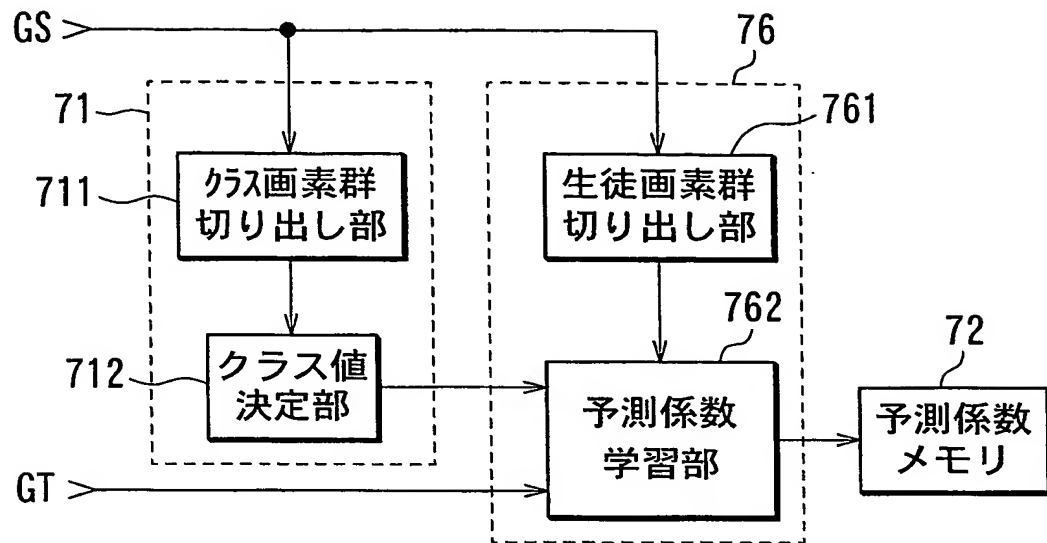 GS
76
71
761
711
クラス画素群
切り出し部
生徒画素群
切り出し部
762
72
712
クラス値
決定部
予測係数
学習部
予測係数
メモリ
GT